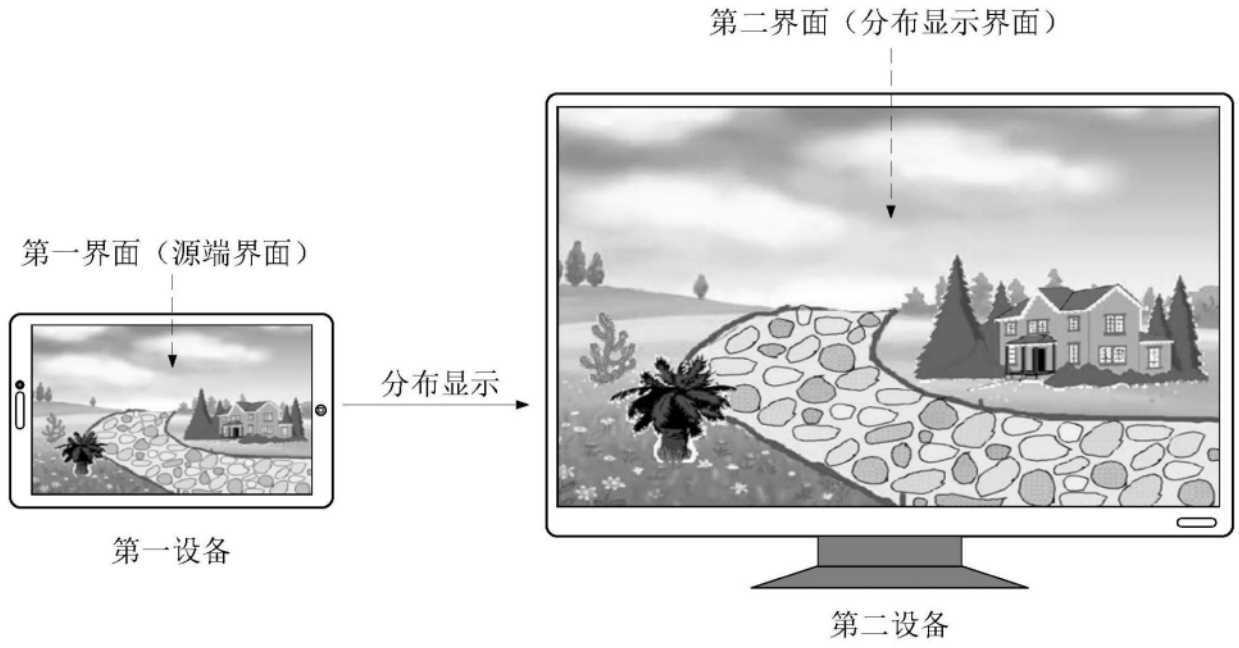 第二界面（分布显示界面）
第一界面（源端界面）
分布显示
第一设备
第二设备